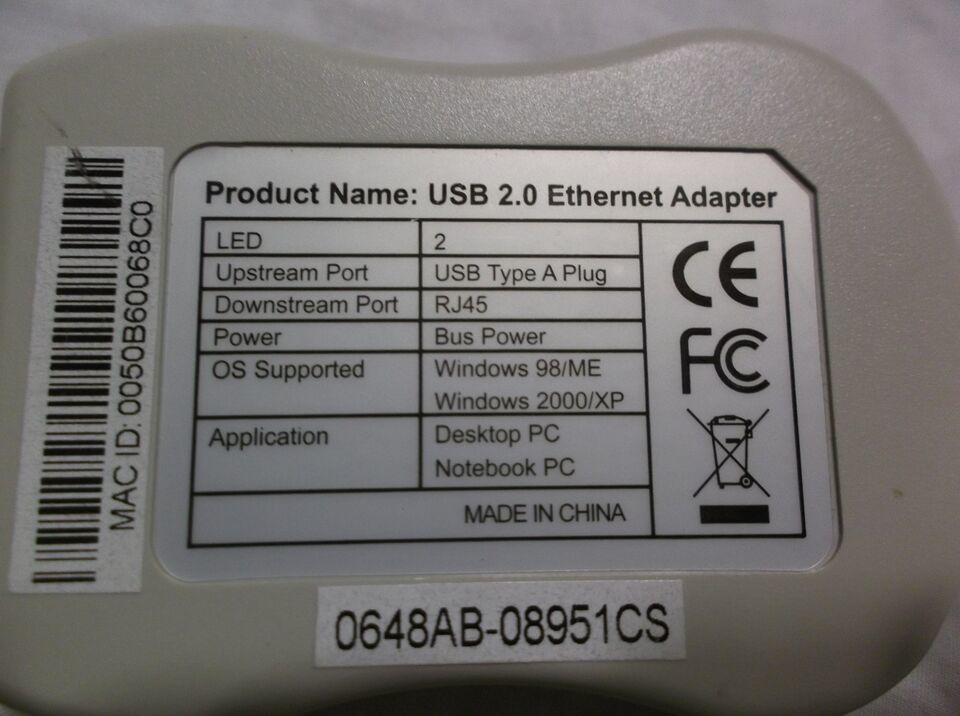 Product Name: USB 2.0 Ethernet Adapter
LED 2
Upstream Port USB Type A Plug
Downstream Port RJ45
Power Bus Power
OS Supported Windows 98/ME
Windows 2000/XP
Application Desktop PC
Notebook PC
MADE IN CHINA
CE
FC
MAC ID: 0050B60068C0
0648AB-08951CS